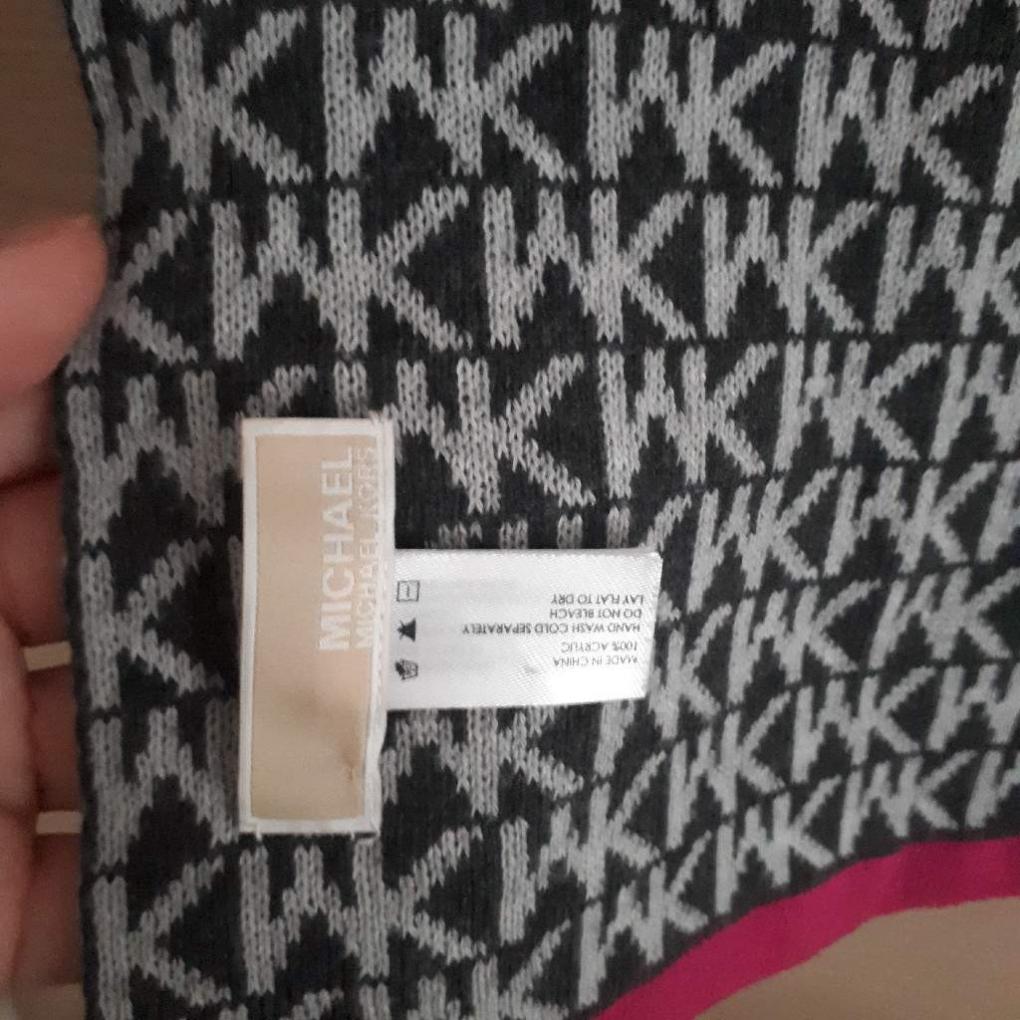 MICHAEL
MICHAEL KORS
MADE IN CHINA
100% ACRYLIC
HAND WASH COLD SEPARATELY
DO NOT BLEACH
LAY FLAT TO DRY